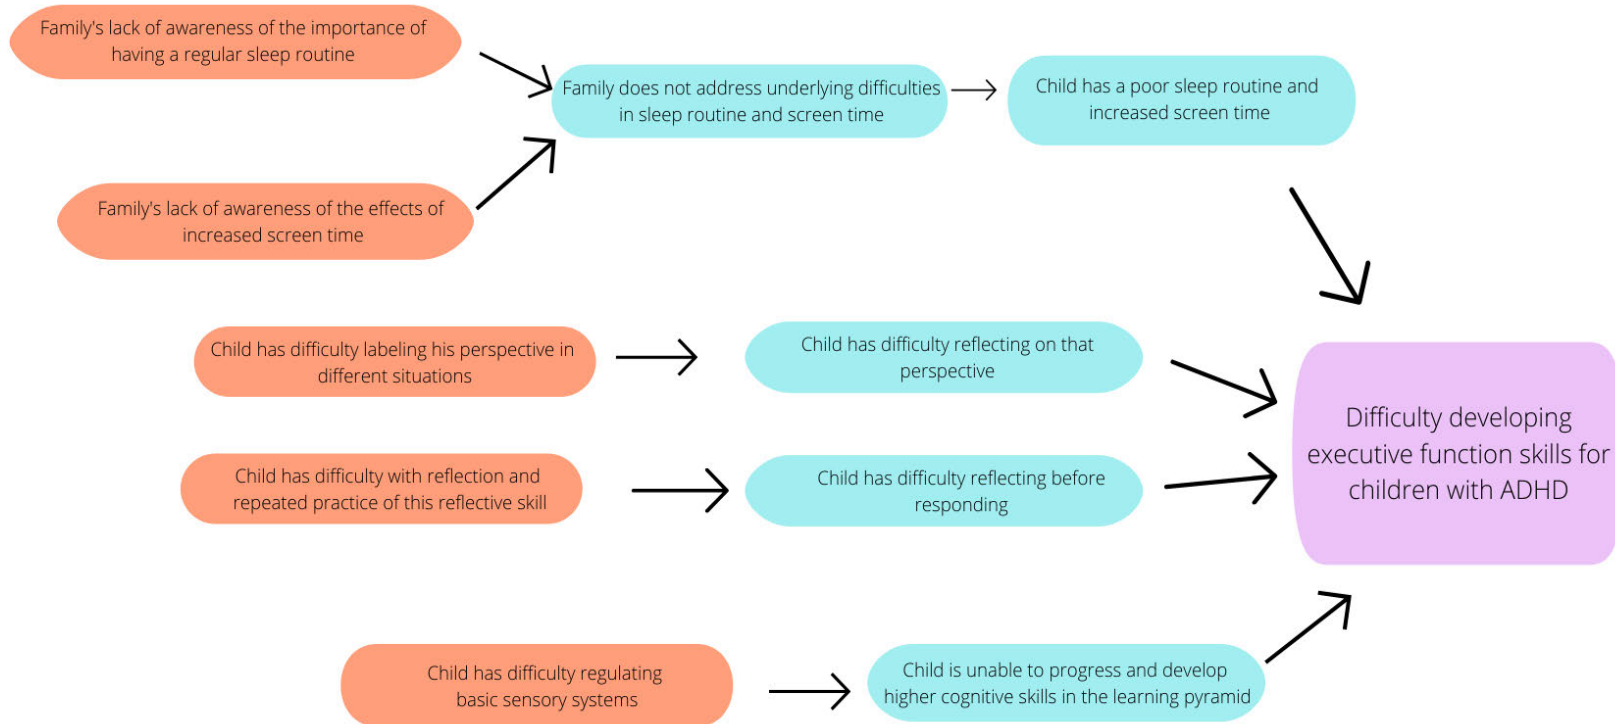 Family's lack of awareness of the importance of
having a regular sleep routine
Family does not address underlying difficulties
in sleep routine and screen time
Child has a poor sleep routine and
increased screen time
Family's lack of awareness of the effects of
increased screen time
Child has difficulty labeling his perspective in
different situations
Child has difficulty reflecting on that
perspective
Child has difficulty with reflection and
repeated practice of this reflective skill
Child has difficulty reflecting before
responding
Difficulty developing
executive function skills for
children with ADHD
Child has difficulty regulating
basic sensory systems
Child is unable to progress and develop
higher cognitive skills in the learning pyramid